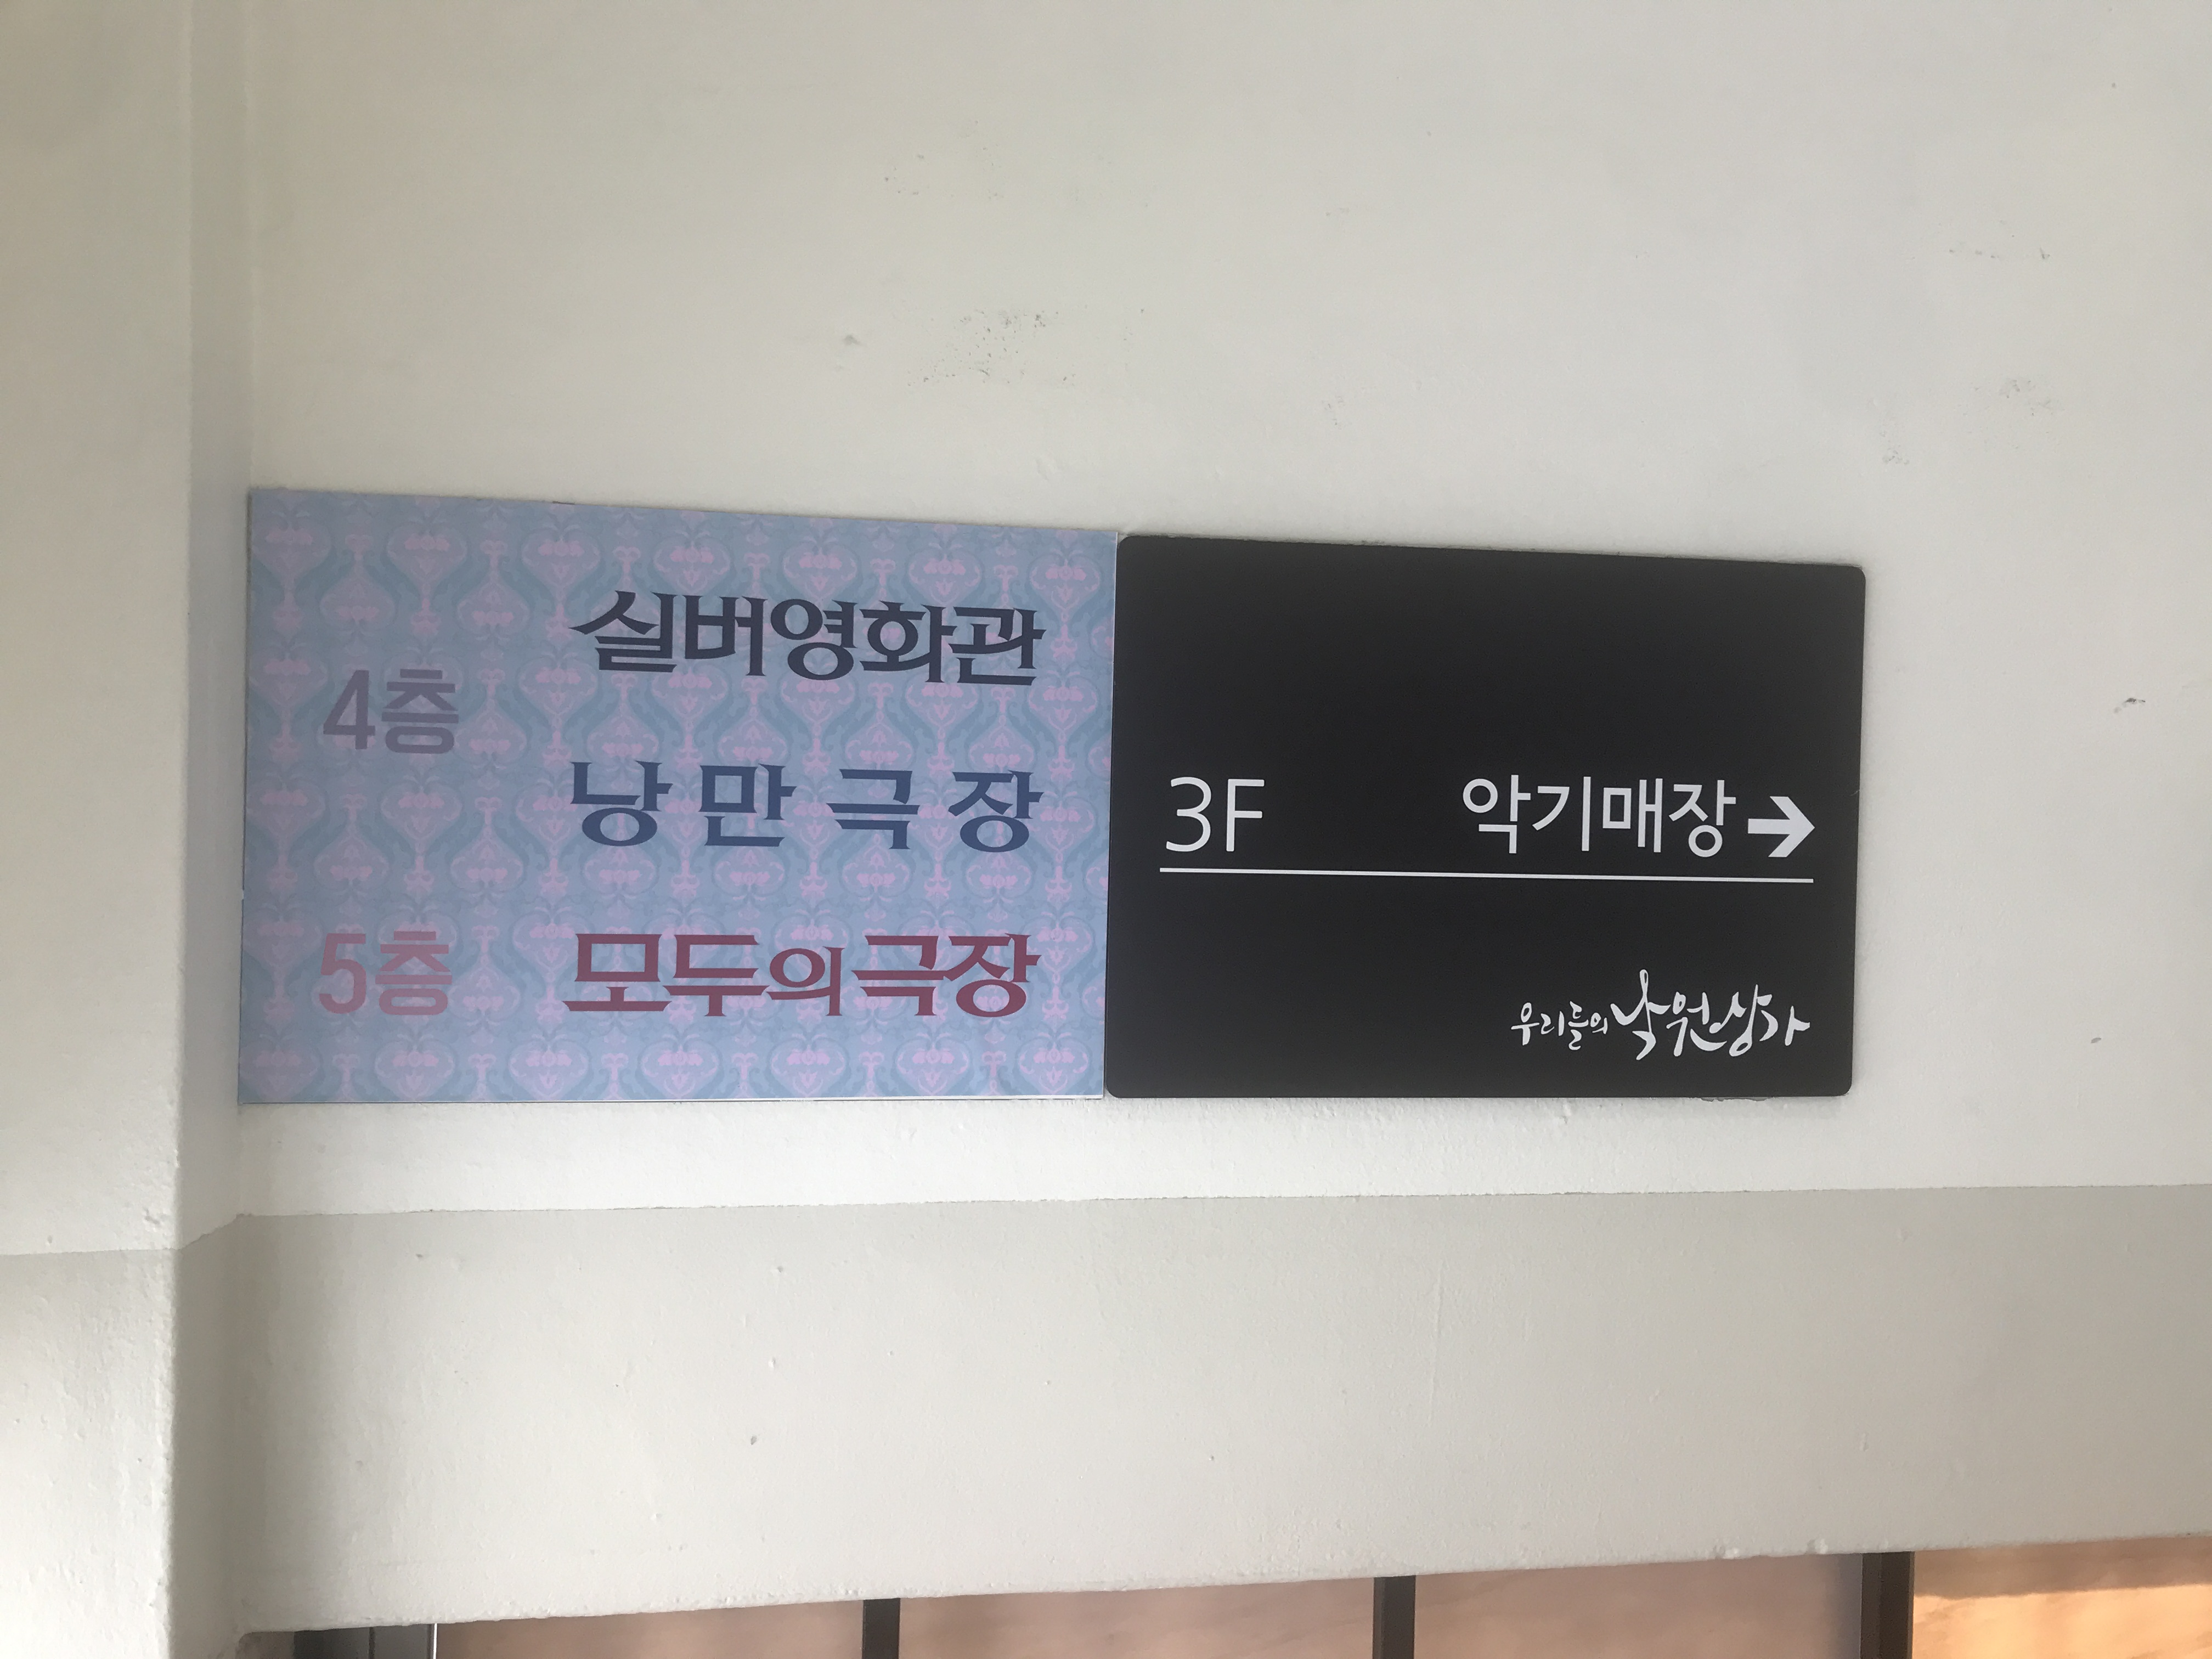 실버영화관
4층
낭만극장
5층 모두의극장
3F 악기매장→
우리들의낙원상가